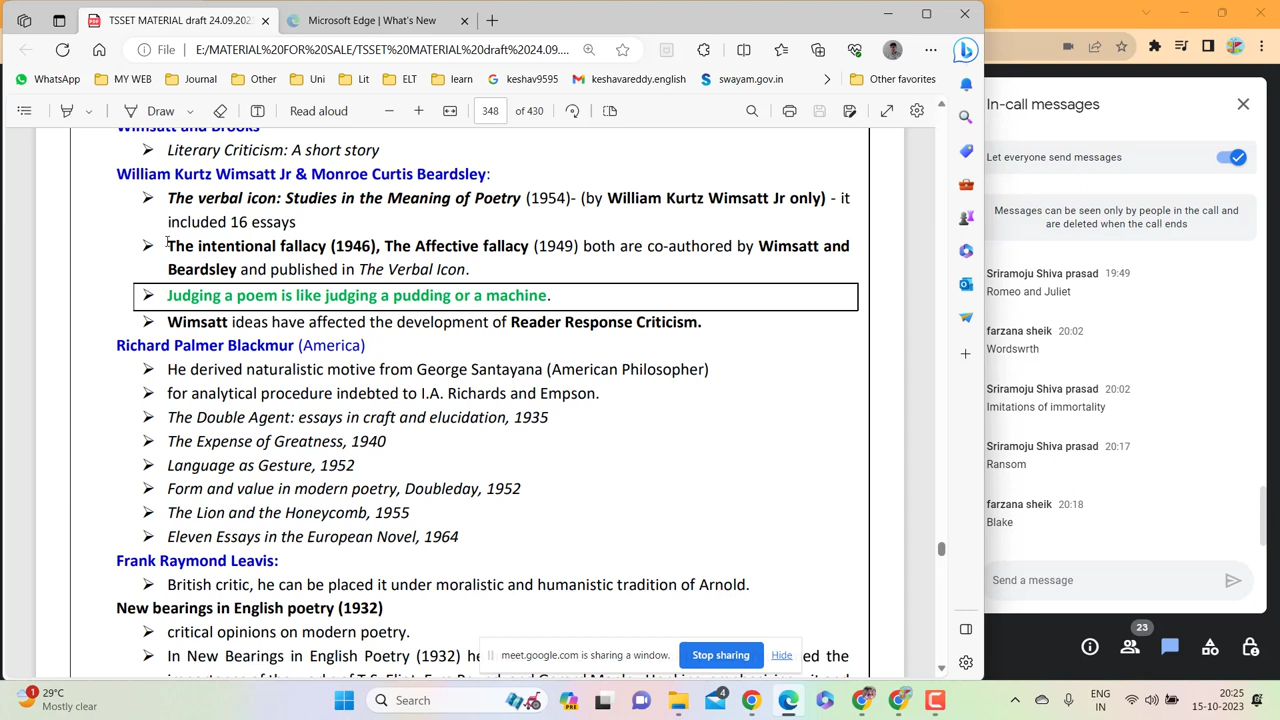 TSSET MATERIAL draft 24.09.202
Microsoft Edge | What's New
File
E:/MATERIAL%20FOR%20SALE/TSSET%20MATERIAL%20draft%2024.09....
WhatsApp
MY WEB
Journal
Other
Uni
Lit
ELT
learn
keshav9595
keshavareddy.english
swayam.gov.in
Other favorites
Draw
Read aloud
348
of 430
Wimsatt and Brooks
Literary Criticism: A short story
William Kurtz Wimsatt Jr & Monroe Curtis Beardsley:
The verbal icon: Studies in the Meaning of Poetry (1954)- (by William Kurtz Wimsatt Jr only) - it
included 16 essays
The intentional fallacy (1946), The Affective fallacy (1949) both are co-authored by Wimsatt and
Beardsley and published in The Verbal Icon.
Judging a poem is like judging a pudding or a machine.
Wimsatt ideas have affected the development of Reader Response Criticism.
Richard Palmer Blackmur (America)
He derived naturalistic motive from George Santayana (American Philosopher)
for analytical procedure indebted to I.A. Richards and Empson.
The Double Agent: essays in craft and elucidation, 1935
The Expense of Greatness, 1940
Language as Gesture, 1952
Form and value in modern poetry, Doubleday, 1952
The Lion and the Honeycomb, 1955
Eleven Essays in the European Novel, 1964
Frank Raymond Leavis:
British critic, he can be placed it under moralistic and humanistic tradition of Arnold.
New bearings in English poetry (1932)
critical opinions on modern poetry.
In New Bearings in English Poetry (1932) he
ed the
meet.google.com is sharing a window.
Stop sharing
Hide
In-call messages
Let everyone send messages
Messages can be seen only by people in the call and
are deleted when the call ends
Sriramoju Shiva prasad 19:49
Romeo and Juliet
farzana sheik 20:02
Wordswrth
Sriramoju Shiva prasad 20:02
Imitations of immortality
Sriramoju Shiva prasad 20:17
Ransom
farzana sheik 20:18
Blake
Send a message
23
1
29°C
Mostly clear
Search
PRE
4
ENG
IN
20:25
15-10-2023